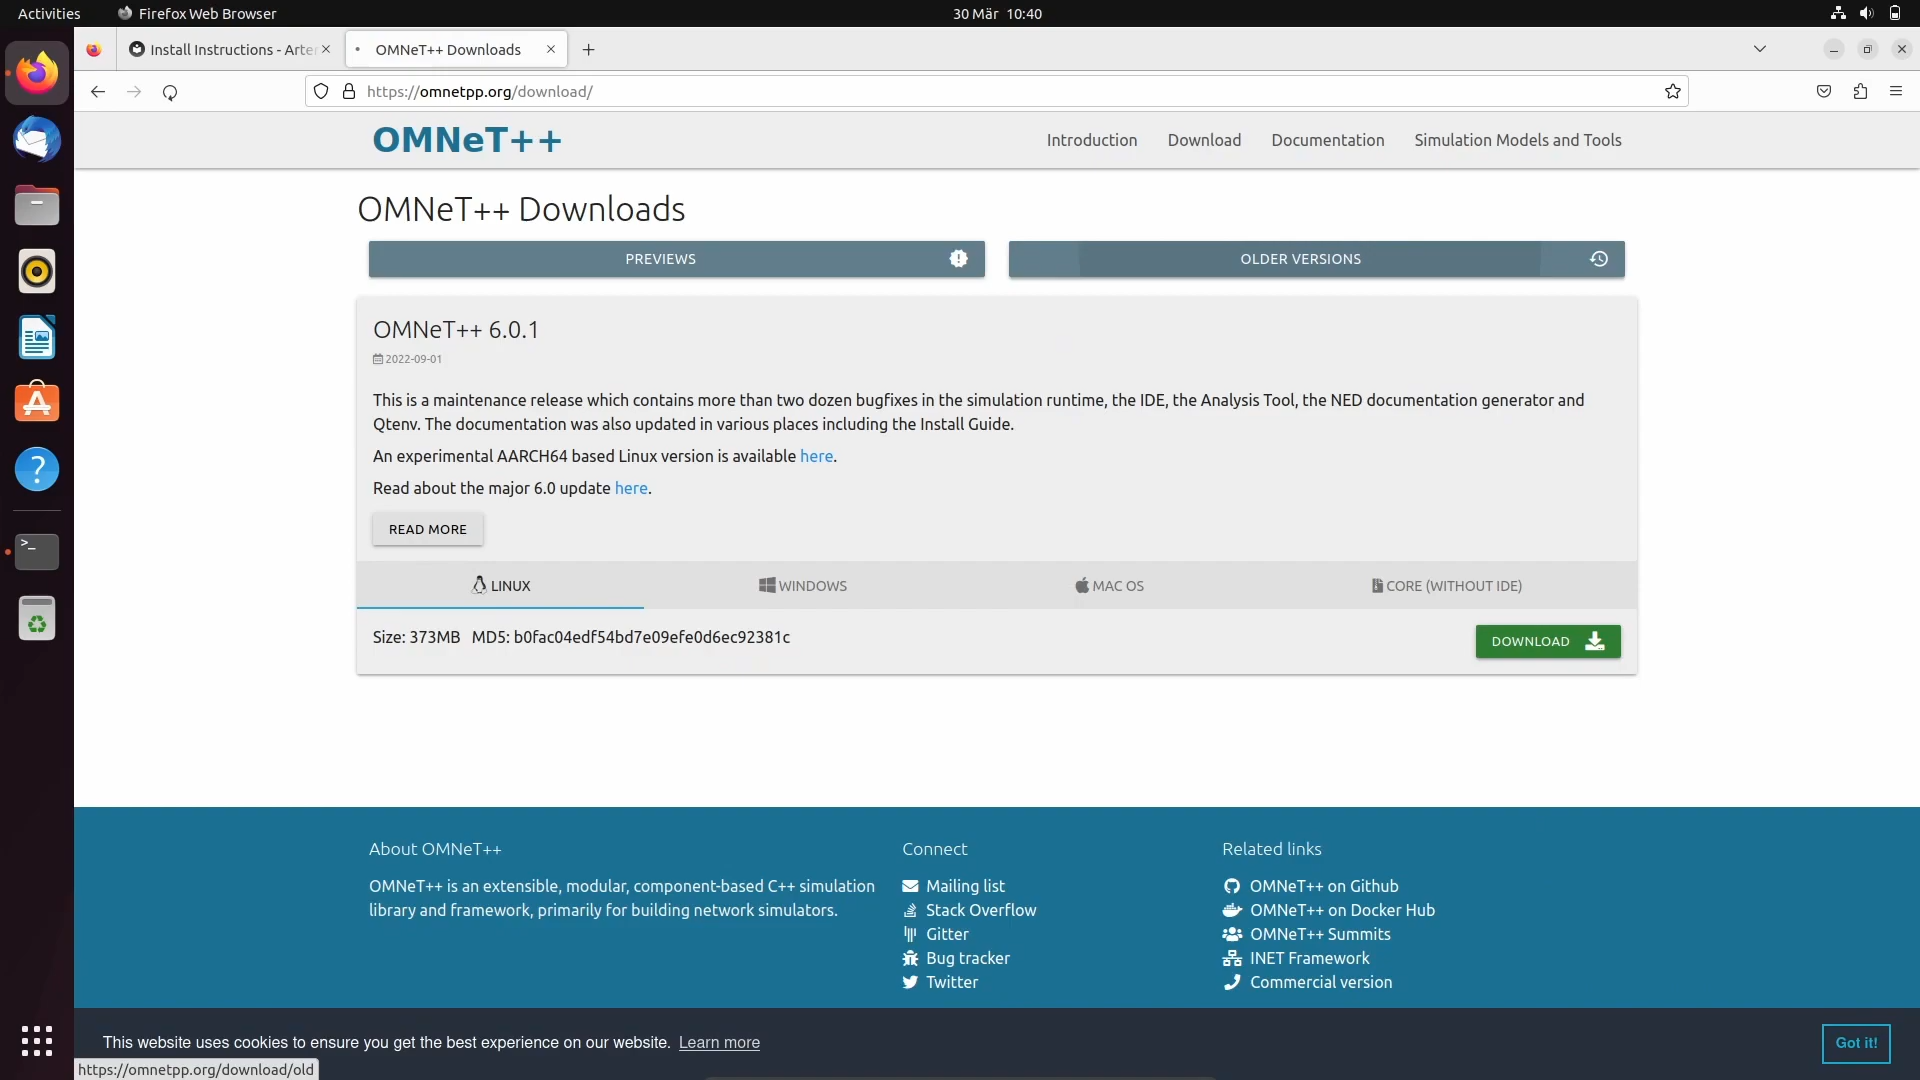 Activities
Firefox Web Browser
30 Mär 10:40
Install Instructions - Arter
OMNeT++ Downloads
https://omnetpp.org/download/
OMNeT++
Introduction
Download
Documentation
Simulation Models and Tools
OMNeT++ Downloads
PREVIEWS
OLDER VERSIONS
OMNeT++ 6.0.1
2022-09-01
This is a maintenance release which contains more than two dozen bugfixes in the simulation runtime, the IDE, the Analysis Tool, the NED documentation generator and
Qtenv. The documentation was also updated in various places including the Install Guide.
An experimental AARCH64 based Linux version is available here.
Read about the major 6.0 update here.
READ MORE
LINUX
WINDOWS
MAC OS
CORE (WITHOUT IDE)
Size: 373MB MD5: b0fac04edf54bd7e09efe0d6ec92381c
DOWNLOAD
About OMNeT++
OMNeT++ is an extensible, modular, component-based C++ simulation
library and framework, primarily for building network simulators.
Connect
Mailing list
Stack Overflow
Gitter
Bug tracker
Twitter
Related links
OMNeT++ on Github
OMNeT++ on Docker Hub
OMNeT++ Summits
INET Framework
Commercial version
This website uses cookies to ensure you get the best experience on our website. Learn more
Got it!
https://omnetpp.org/download/old